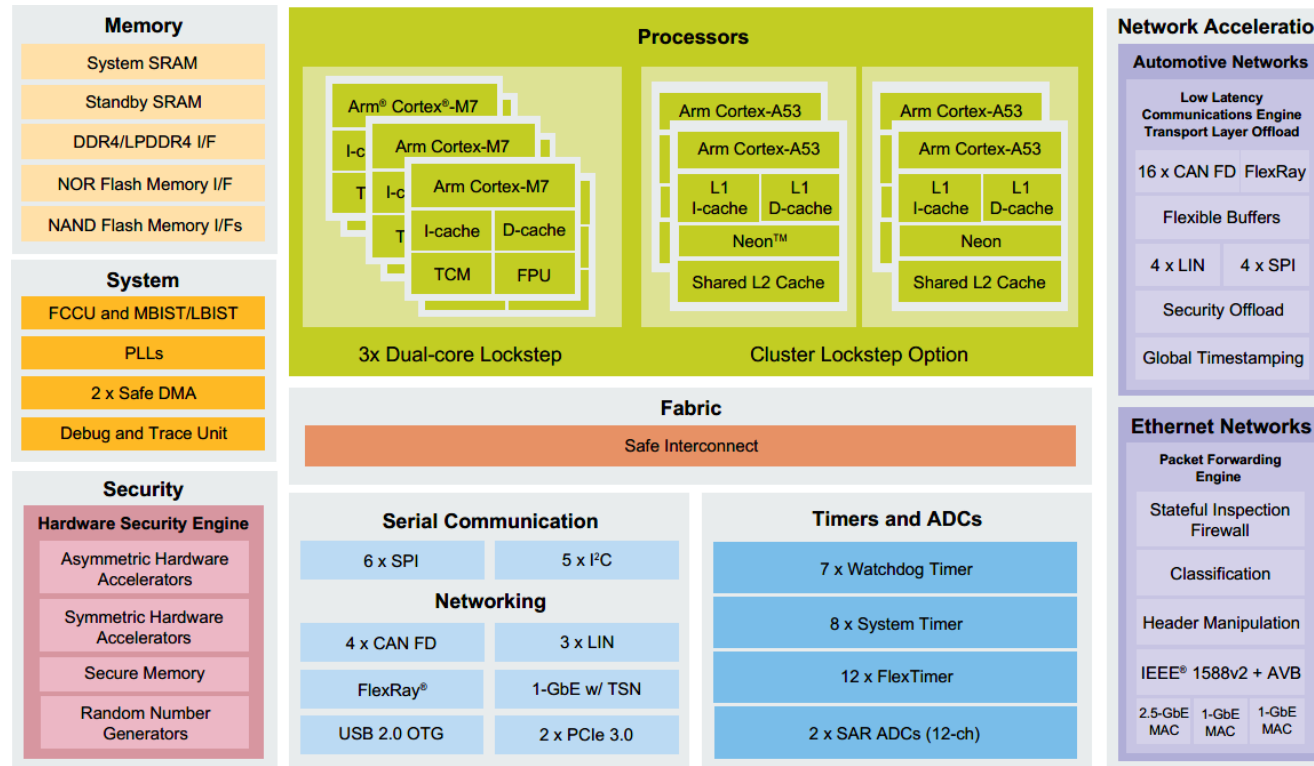 Memory
System SRAM
Standby SRAM
DDR4/LPDDR4 I/F
NOR Flash Memory I/F
NAND Flash Memory I/Fs
System
FCCU and MBIST/LBIST
PLLs
2 x Safe DMA
Debug and Trace Unit
Security
Hardware Security Engine
Asymmetric Hardware
Accelerators
Symmetric Hardware
Accelerators
Secure Memory
Random Number
Generators
Processors
Arm® Cortex®-M7
I-c
T
Arm Cortex-M7
I-c
T
Arm Cortex-M7
I-cache D-cache
TCM FPU
3x Dual-core Lockstep
Arm Cortex-A53
Arm Cortex-A53
L1
I-cache
L1
D-cache
Neon™
Shared L2 Cache
Arm Cortex-A53
Arm Cortex-A53
L1
I-cache
L1
D-cache
Neon
Shared L2 Cache
Cluster Lockstep Option
Fabric
Safe Interconnect
Serial Communication
6 x SPI 5 x I²C
Networking
4 x CAN FD 3 x LIN
FlexRay® 1-GbE w/ TSN
USB 2.0 OTG 2 x PCIe 3.0
Timers and ADCs
7 x Watchdog Timer
8 x System Timer
12 x FlexTimer
2 x SAR ADCs (12-ch)
Network Acceleratio
Automotive Networks
Low Latency
Communications Engine
Transport Layer Offload
16 x CAN FD FlexRay
Flexible Buffers
4 x LIN 4 x SPI
Security Offload
Global Timestamping
Ethernet Networks
Packet Forwarding
Engine
Stateful Inspection
Firewall
Classification
Header Manipulation
IEEE® 1588v2 + AVB
2.5-GbE
MAC
1-GbE
MAC
1-GbE
MAC